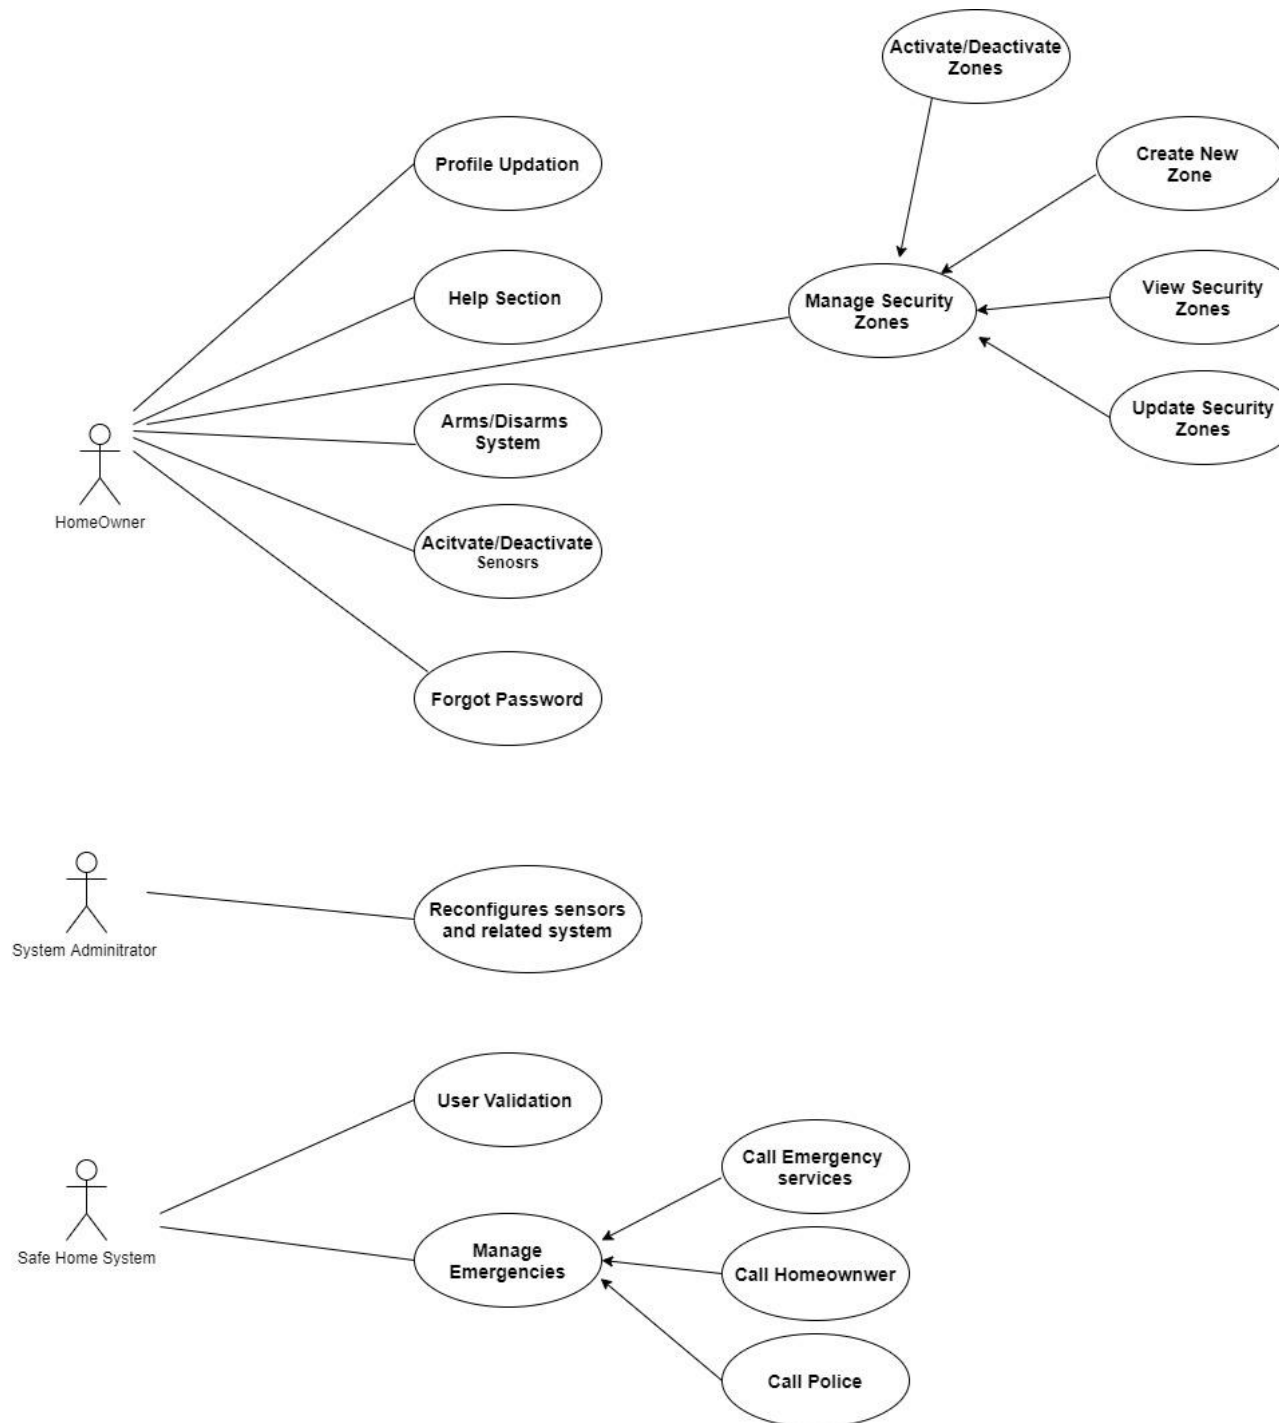 Activate/Deactivate
Zones
Profile Updation
Create New
Zone
Help Section
Manage Security
Zones
View Security
Zones
Arms/Disarms
System
Update Security
Zones
HomeOwner
Acitvate/Deactivate
Senosrs
Forgot Password
System Adminitrator
Reconfigures sensors
and related system
User Validation
Call Emergency
services
Safe Home System
Manage
Emergencies
Call Homeownwer
Call Police